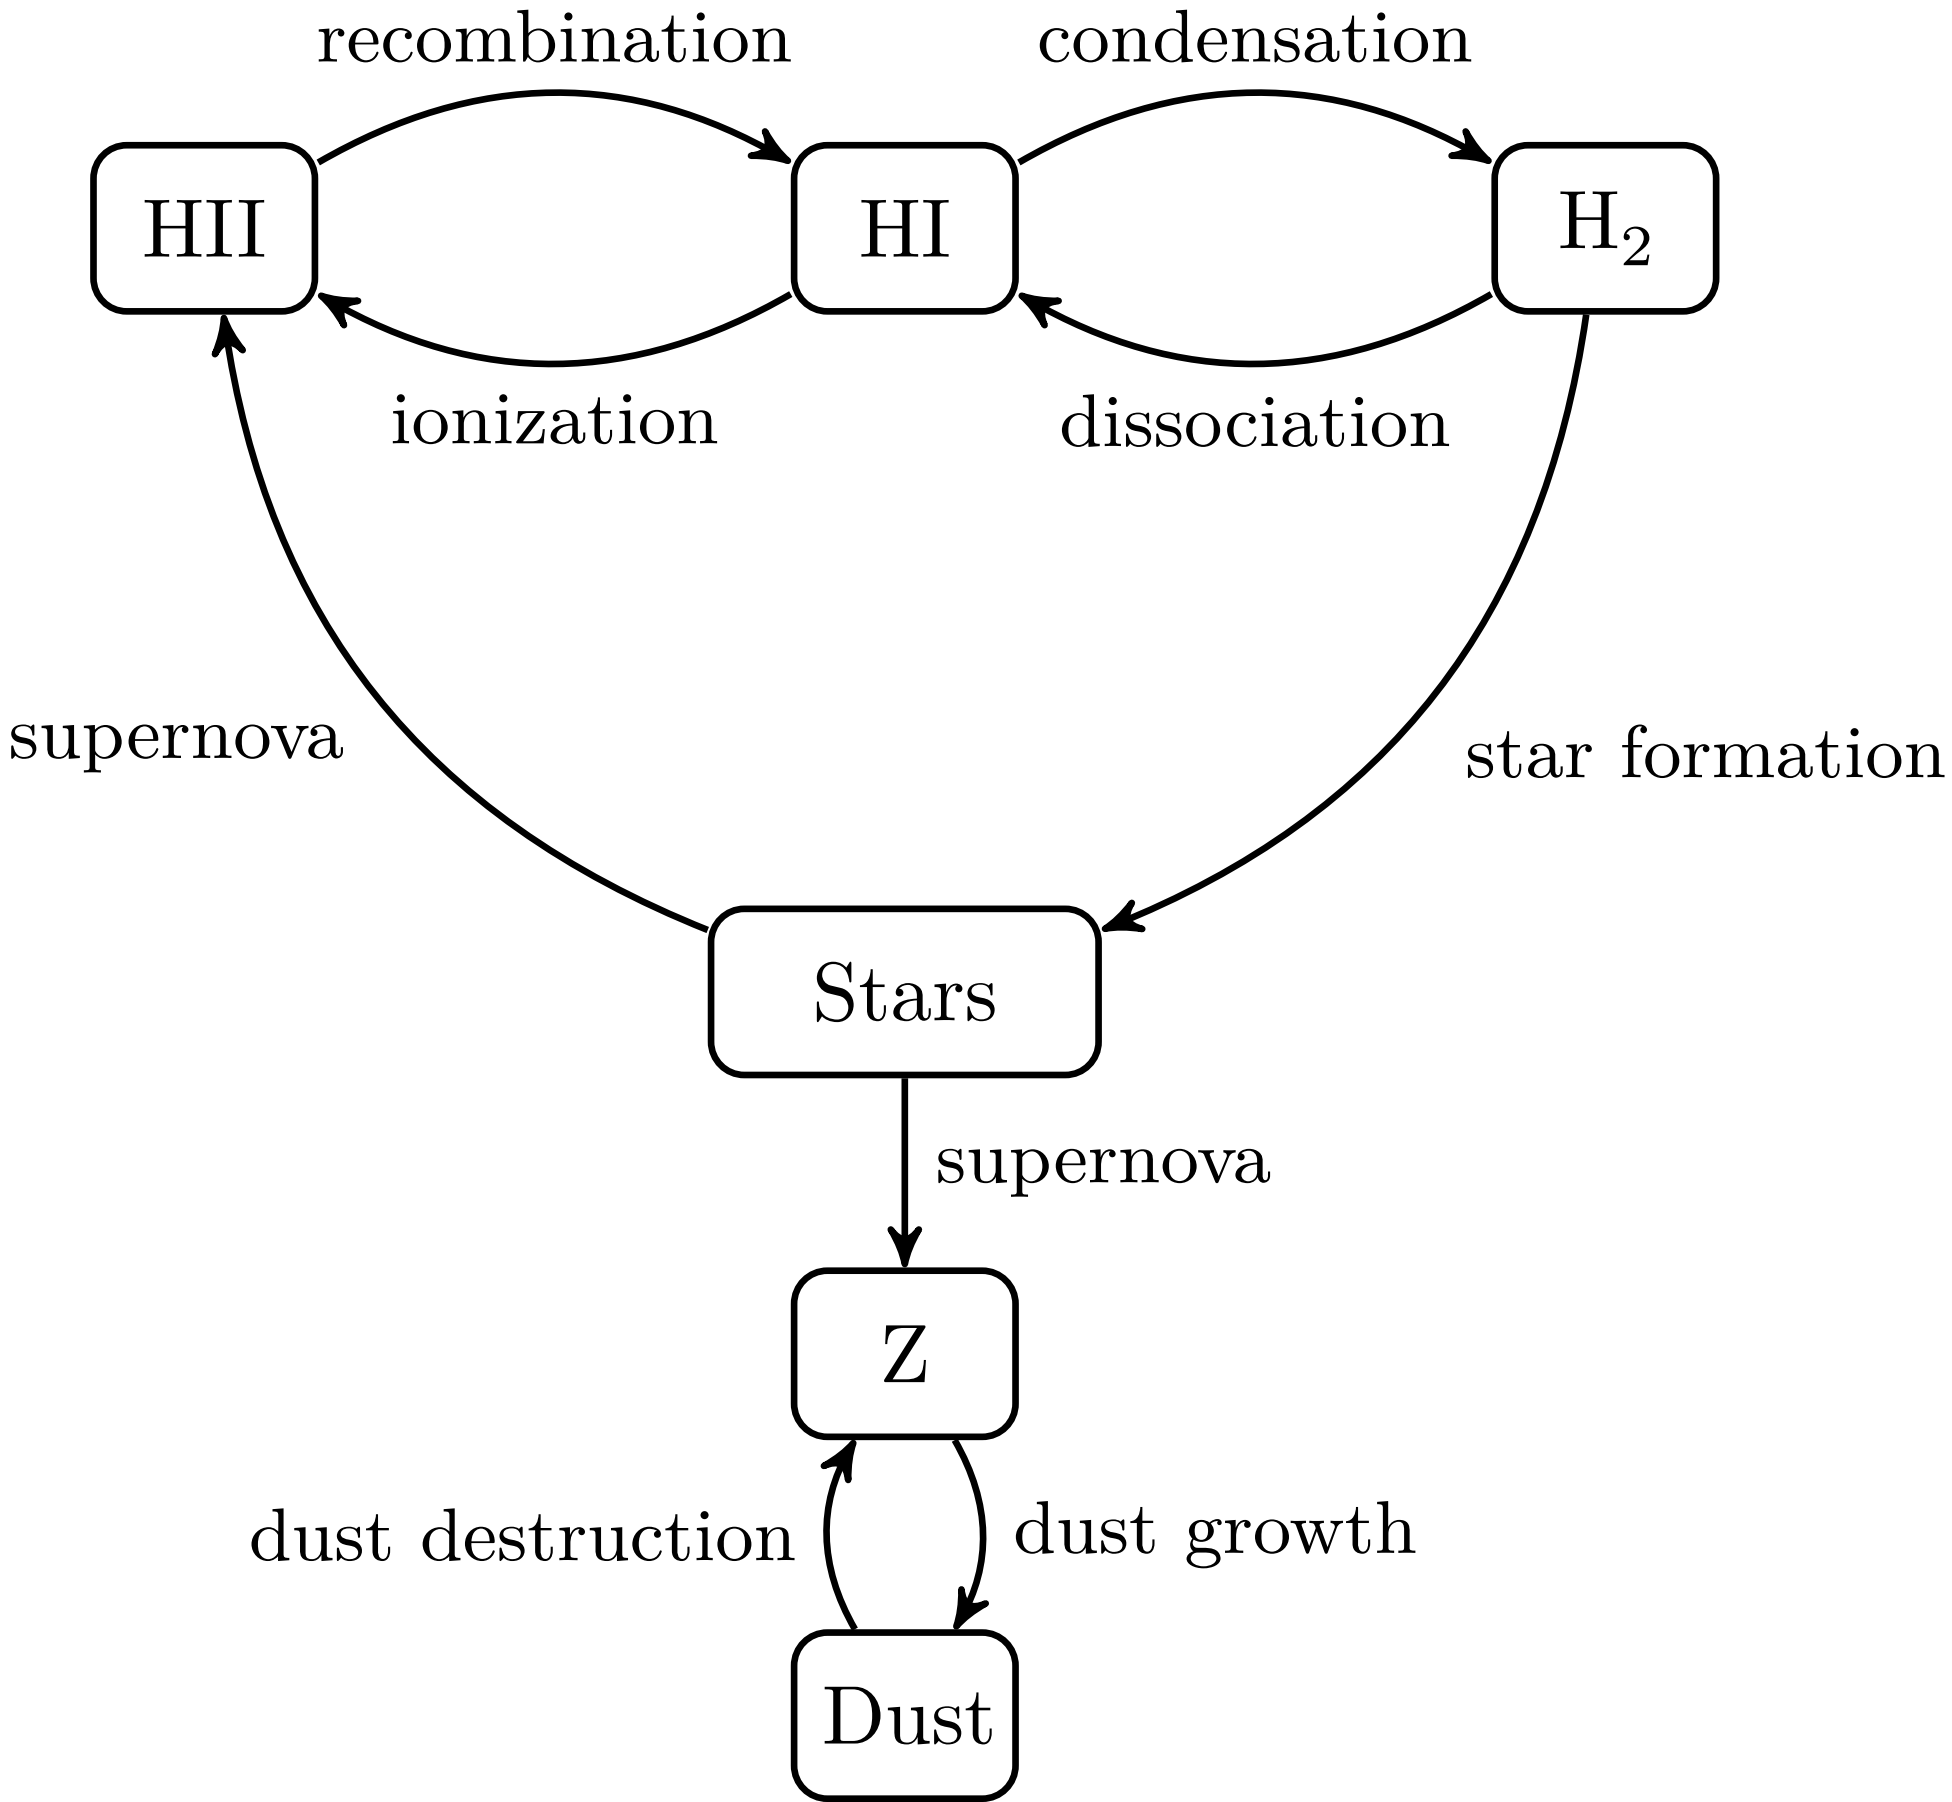 recombination
condensation
HII
HI
H₂
ionization
dissociation
supernova
star formation
Stars
supernova
Z
dust destruction
dust growth
Dust